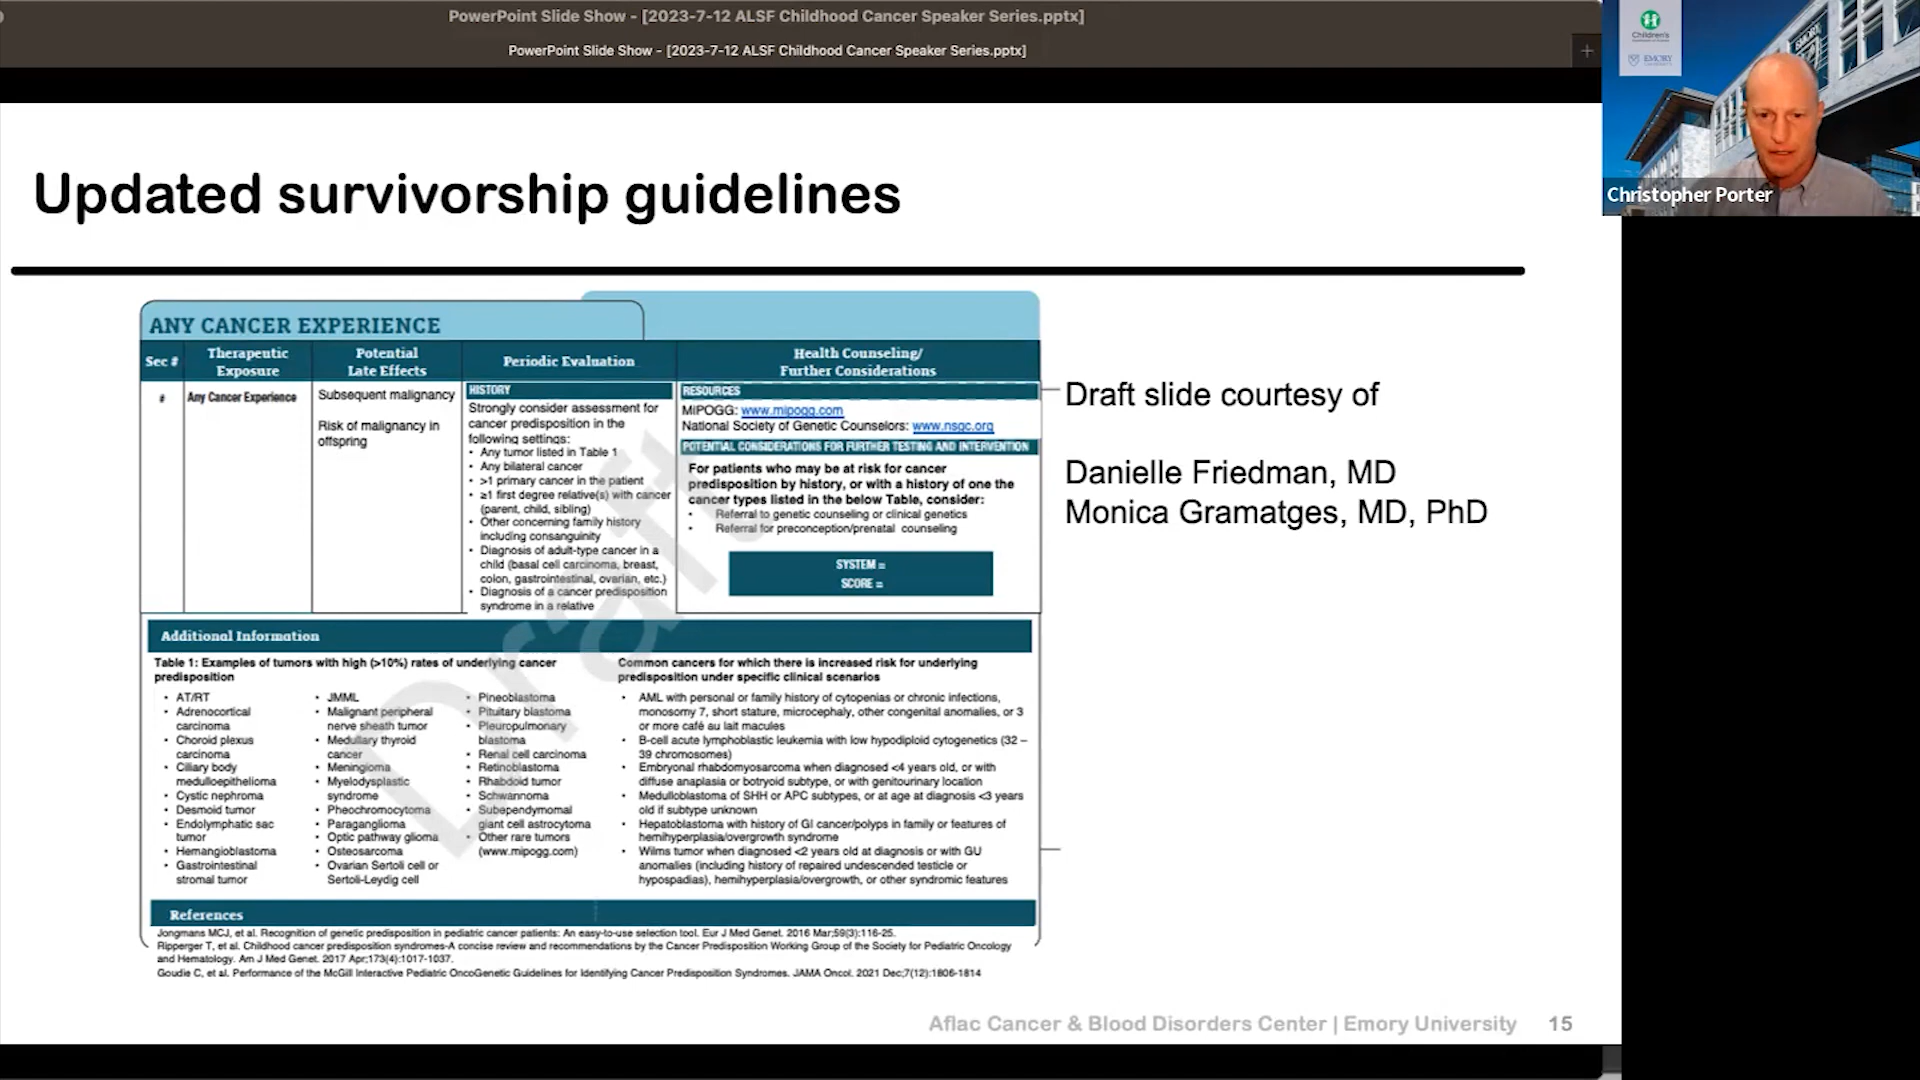 PowerPoint Slide Show - [2023-7-12 ALSF Childhood Cancer Speaker Series.pptx]
PowerPoint Slide Show - [2023-7-12 ALSF Childhood Cancer Speaker Series.pptx]
Children's
EMORY
EMORY
Christopher Porter
Updated survivorship guidelines
ANY CANCER EXPERIENCE
Sec #
Therapeutic
Exposure
Potential
Late Effects
Periodic Evaluation
Health Counseling/
Further Considerations
#
Any Cancer Experience
Subsequent malignancy
Risk of malignancy in
offspring
HISTORY
Strongly consider assessment for
cancer predisposition in the
following settings:
• Any tumor listed in Table 1
• Any bilateral cancer
• >1 primary cancer in the patient
• ≥1 first degree relative(s) with cancer
(parent, child, sibling)
• Other concerning family history
including consanguinity
• Diagnosis of adult-type cancer in a
child (basal cell carcinoma, breast,
colon, gastrointestinal, ovarian, etc.)
• Diagnosis of a cancer predisposition
syndrome in a relative
RESOURCES
MIPOGG: www.mipogg.com
National Society of Genetic Counselors: www.nsgc.org
POTENTIAL CONSIDERATIONS FOR FURTHER TESTING AND INTERVENTION
For patients who may be at risk for cancer
predisposition by history, or with a history of one the
cancer types listed in the below Table, consider:
• Referral to genetic counseling or clinical genetics
• Referral for preconception/prenatal counseling
SYSTEM =
SCORE =
Draft
Additional Information
Table 1: Examples of tumors with high (>10%) rates of underlying cancer
predisposition
• AT/RT
• Adrenocortical
carcinoma
• Choroid plexus
carcinoma
• Ciliary body
medulloepithelioma
• Cystic nephroma
• Desmoid tumor
• Endolymphatic sac
tumor
• Hemangioblastoma
• Gastrointestinal
stromal tumor
• JMML
• Malignant peripheral
nerve sheath tumor
• Medullary thyroid
cancer
• Meningioma
• Myelodysplastic
syndrome
• Pheochromocytoma
• Paraganglioma
• Optic pathway glioma
• Osteosarcoma
• Ovarian Sertoli cell or
Sertoli-Leydig cell
• Pineoblastoma
• Pituitary blastoma
• Pleuropulmonary
blastoma
• Renal cell carcinoma
• Retinoblastoma
• Rhabdoid tumor
• Schwannoma
• Subependymomal
giant cell astrocytoma
• Other rare tumors
(www.mipogg.com)
Common cancers for which there is increased risk for underlying
predisposition under specific clinical scenarios
• AML with personal or family history of cytopenias or chronic infections,
monosomy 7, short stature, microcephaly, other congenital anomalies, or 3
or more café au lait macules
• B-cell acute lymphoblastic leukemia with low hypodiploid cytogenetics (32 –
39 chromosomes)
• Embryonal rhabdomyosarcoma when diagnosed <4 years old, or with
diffuse anaplasia or botryoid subtype, or with genitourinary location
• Medulloblastoma of SHH or APC subtypes, or at age at diagnosis <3 years
old if subtype unknown
• Hepatoblastoma with history of GI cancer/polyps in family or features of
hemihyperplasia/overgrowth syndrome
• Wilms tumor when diagnosed <2 years old at diagnosis or with GU
anomalies (including history of repaired undescended testicle or
hypospadias), hemihyperplasia/overgrowth, or other syndromic features
References
Jongmans MCJ, et al. Recognition of genetic predisposition in pediatric cancer patients: An easy-to-use selection tool. Eur J Med Genet. 2016 Mar;59(3):116-25.
Ripperger T, et al. Childhood cancer predisposition syndromes-A concise review and recommendations by the Cancer Predisposition Working Group of the Society for Pediatric Oncology
and Hematology. Am J Med Genet. 2017 Apr;173(4):1017-1037.
Goudie C, et al. Performance of the McGill Interactive Pediatric OncoGenetic Guidelines for Identifying Cancer Predisposition Syndromes. JAMA Oncol. 2021 Dec;7(12):1806-1814
Draft slide courtesy of
Danielle Friedman, MD
Monica Gramatges, MD, PhD
Aflac Cancer & Blood Disorders Center | Emory University 15